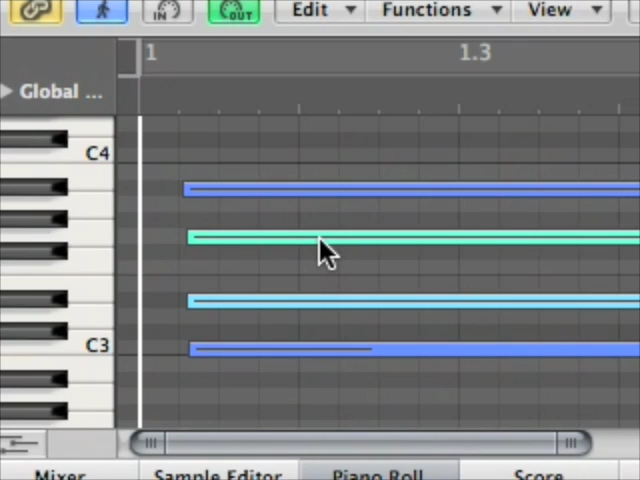 IN
OUT
Edit
Functions
View
1
1.3
Global ...
C4
C3
Mixer
Sample Editor
Piano Roll
Score